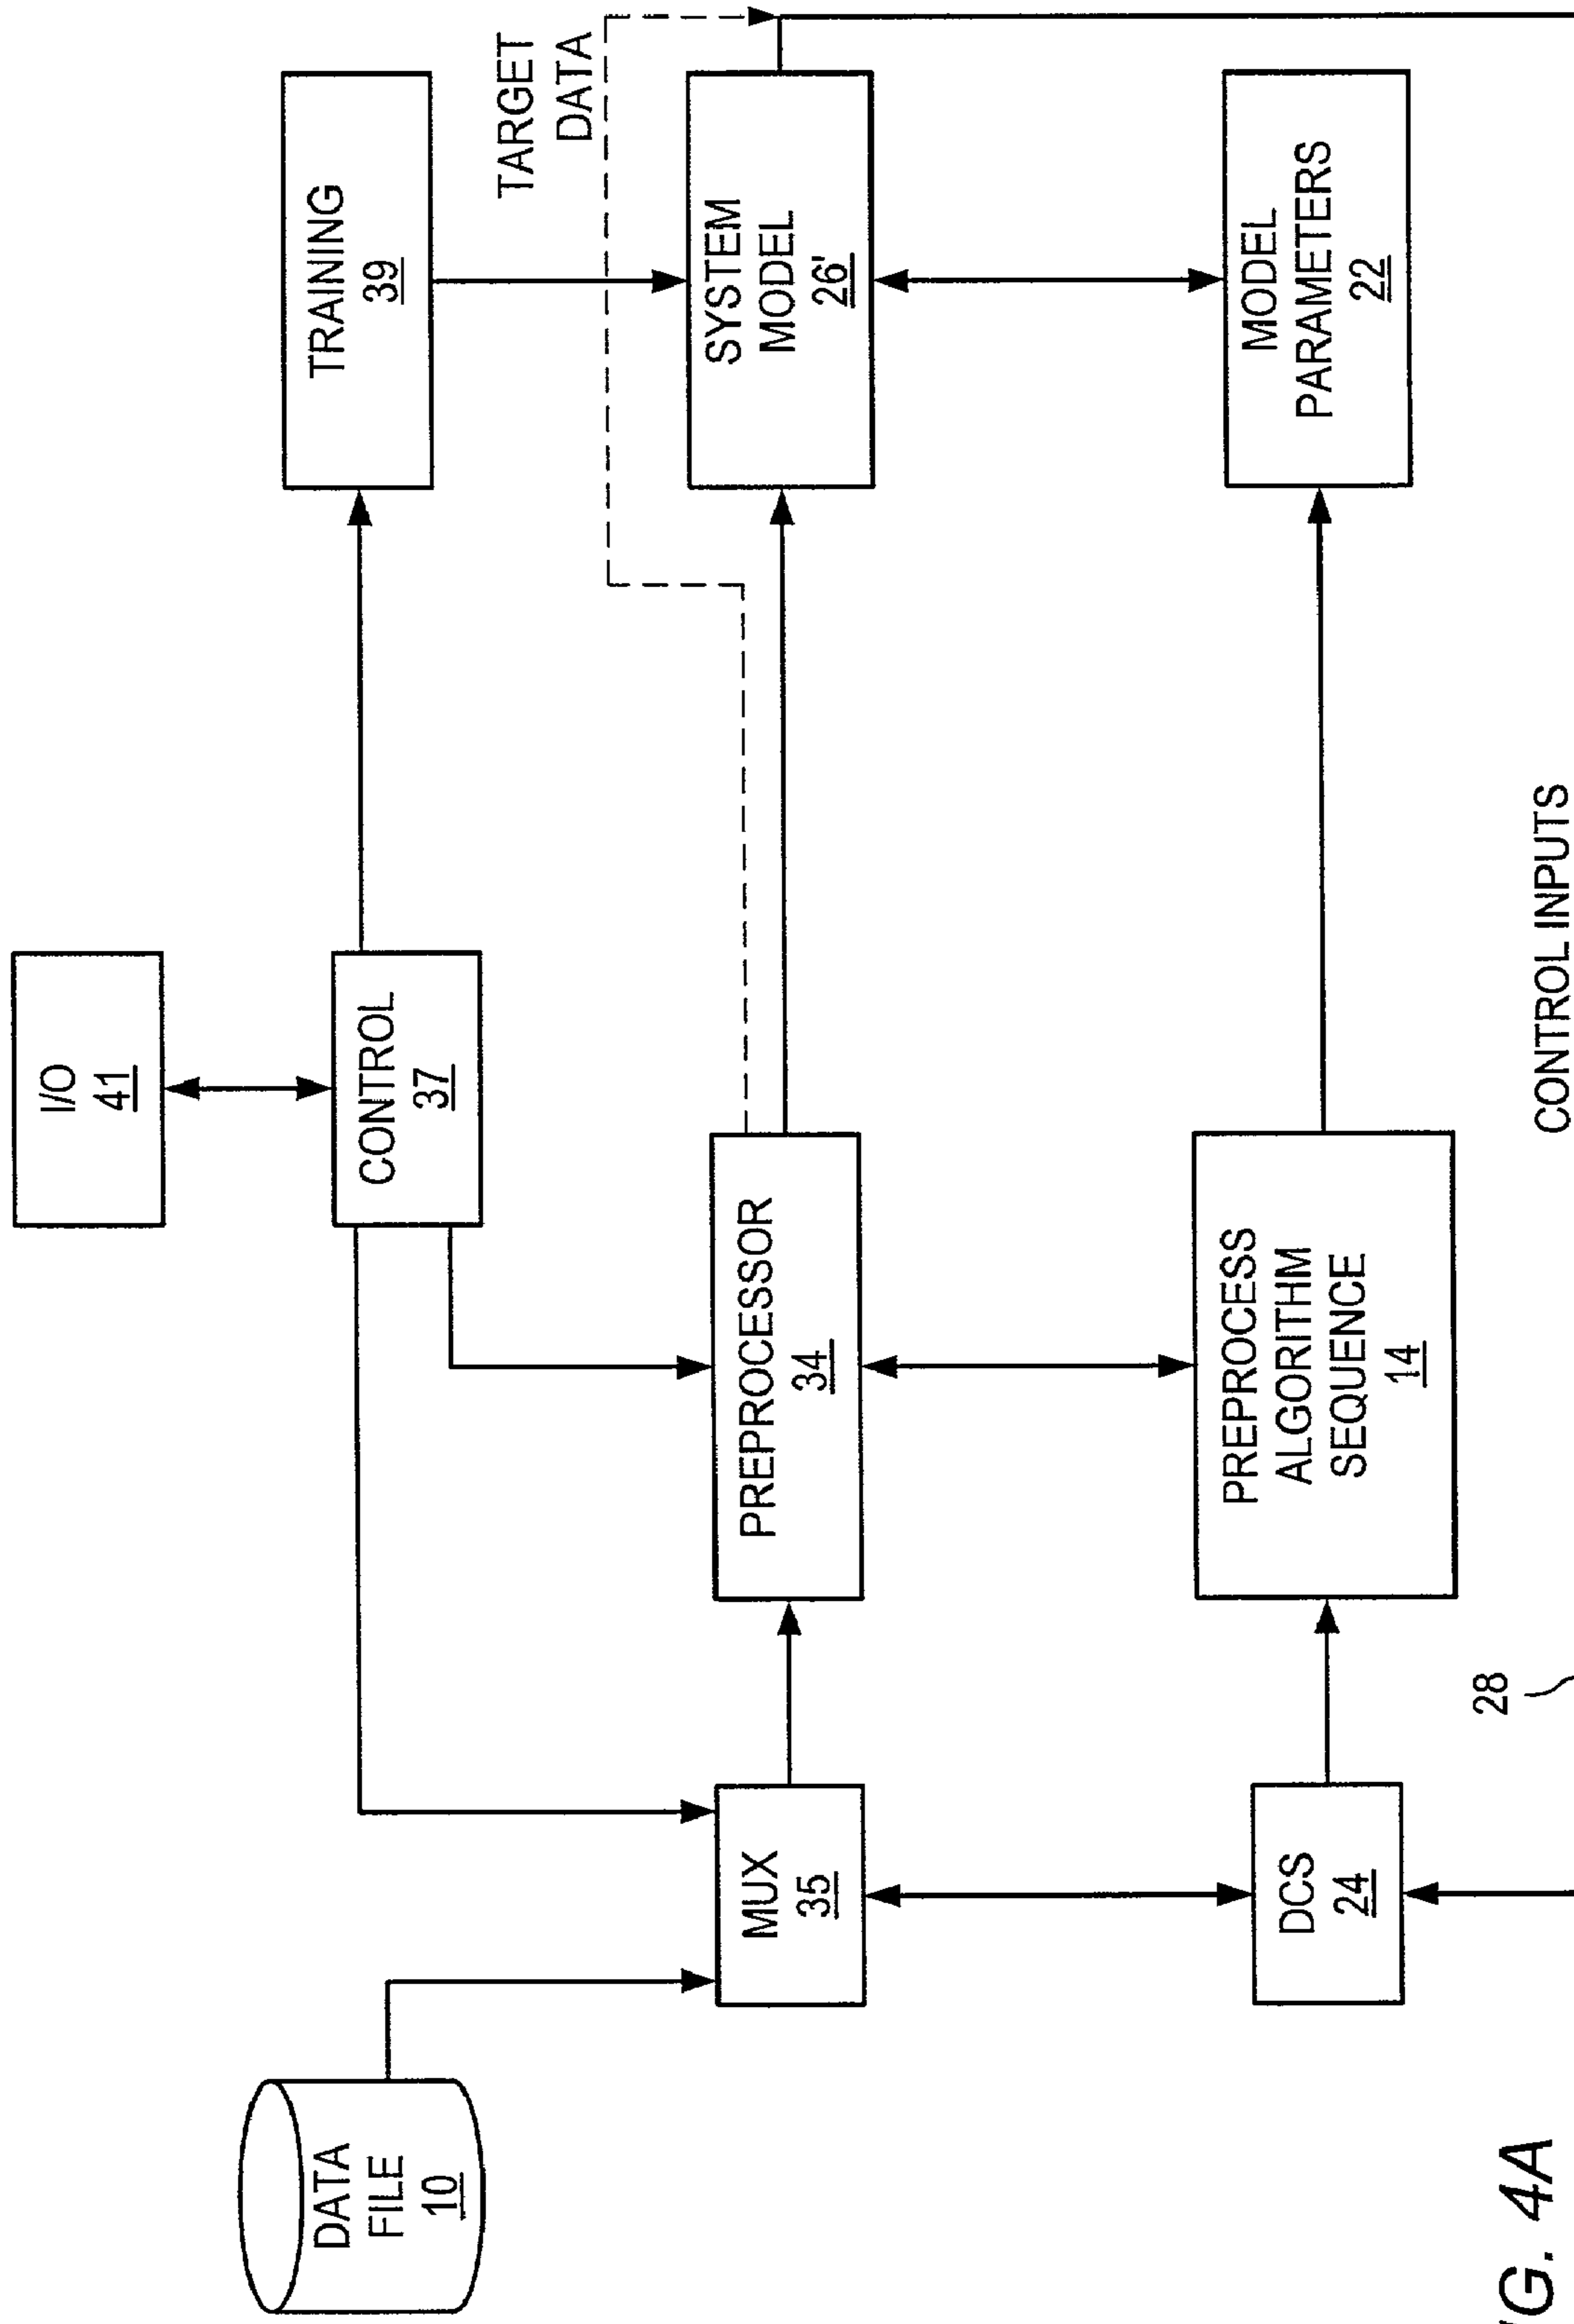 I/O
41
CONTROL
37
TRAINING
39
TARGET
DATA
DATA
FILE
10
MUX
35
PREPROCESSOR
34
SYSTEM
MODEL
26'
DCS
24
PREPROCESS
ALGORITHM
SEQUENCE
14
MODEL
PARAMETERS
22
28
CONTROL INPUTS
G. 4A